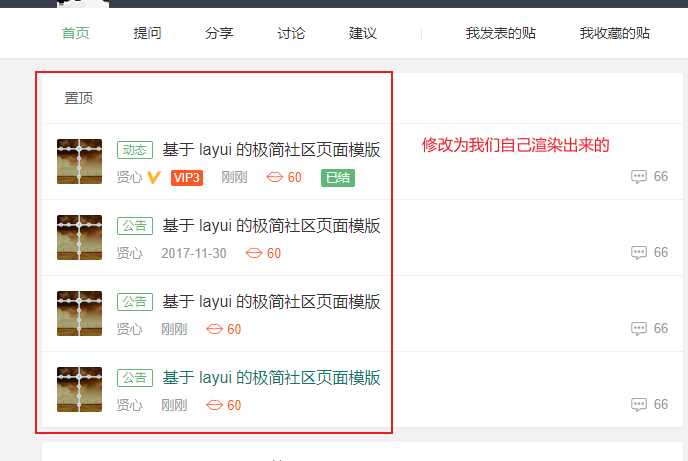 首页 提问 分享 讨论 建议 我发表的贴 我收藏的贴
置顶
动态 基于 layui 的极简社区页面模版
修改为我们自己渲染出来的
贤心 VIP3 刚刚 60 已结 66
公告 基于 layui 的极简社区页面模版
贤心 2017-11-30 60 66
公告 基于 layui 的极简社区页面模版
贤心 刚刚 60 66
公告 基于 layui 的极简社区页面模版
贤心 刚刚 60 66